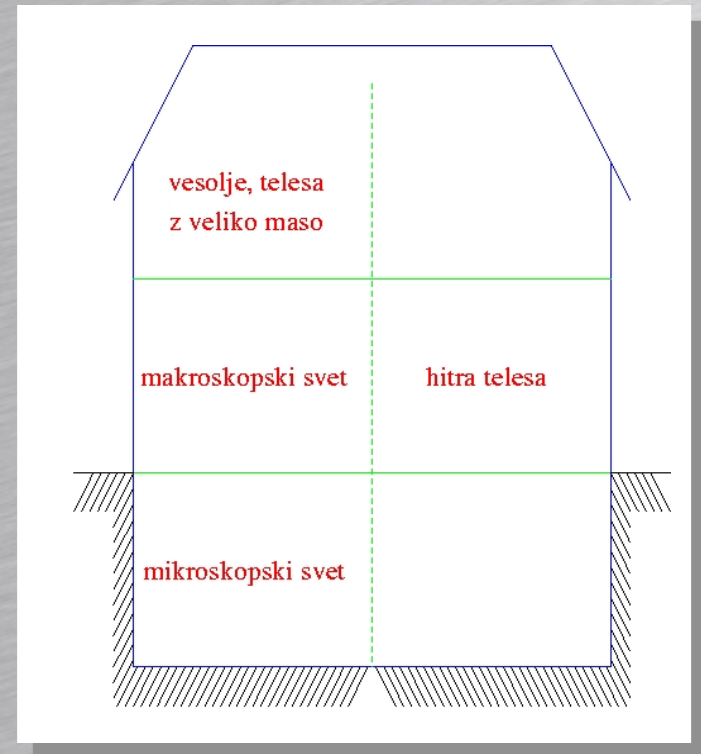 vesolje, telesa
z veliko maso
makroskopski svet
hitra telesa
mikroskopski svet